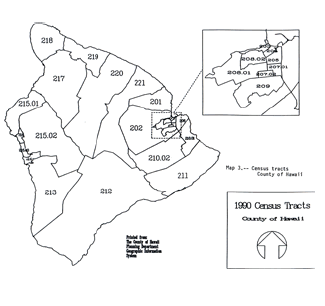 218
219
217
220
221
215.01
201
215.02
202
210.02
211
213
212
208.02
205
207.01
208.01
207.02
209
Map 3.-- Census tracts
County of Hawaii
1990 Census Tracts
County of Hawaii
Printed from
The County of Hawaii
Planning Department
Geographic Information
System